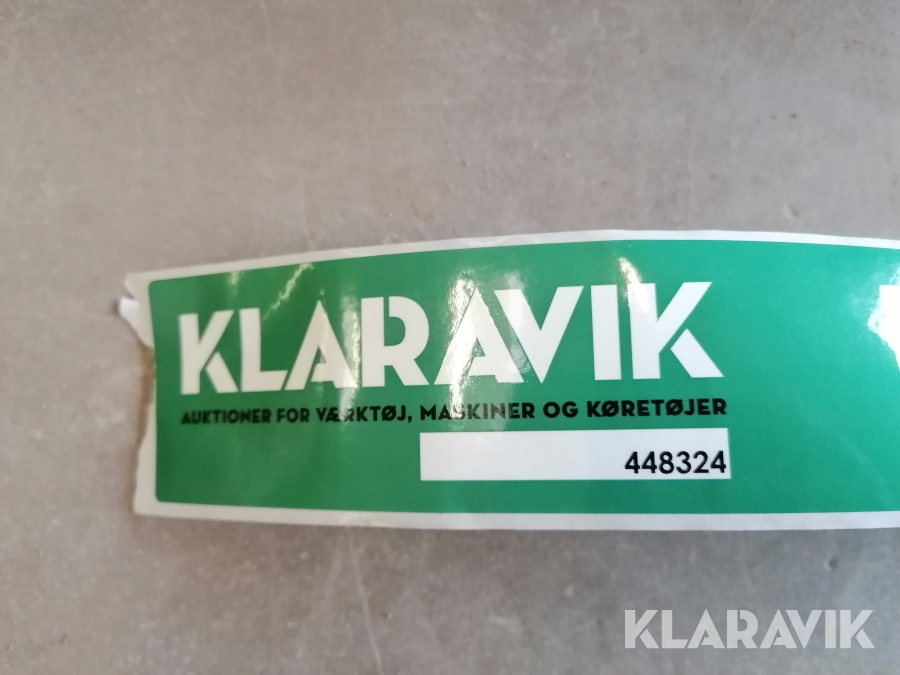 KLARAVIK
AUKTIONER FOR VÆRKTØJ, MASKINER OG KØRETØJER
448324
KLARAVIK